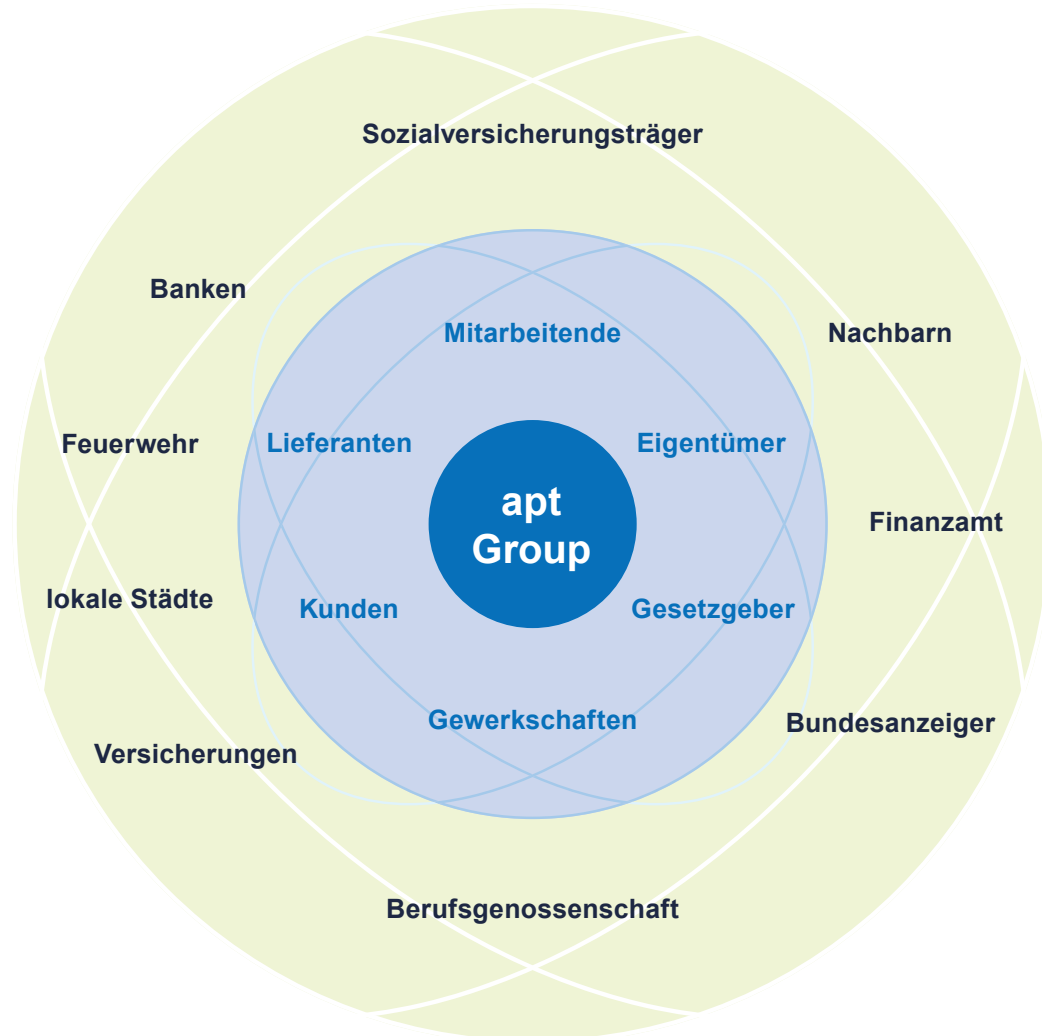 Sozialversicherungsträger
Banken
Mitarbeitende
Nachbarn
Feuerwehr
Lieferanten
Eigentümer
apt
Group
Finanzamt
lokale Städte
Kunden
Gesetzgeber
Gewerkschaften
Bundesanzeiger
Versicherungen
Berufsgenossenschaft